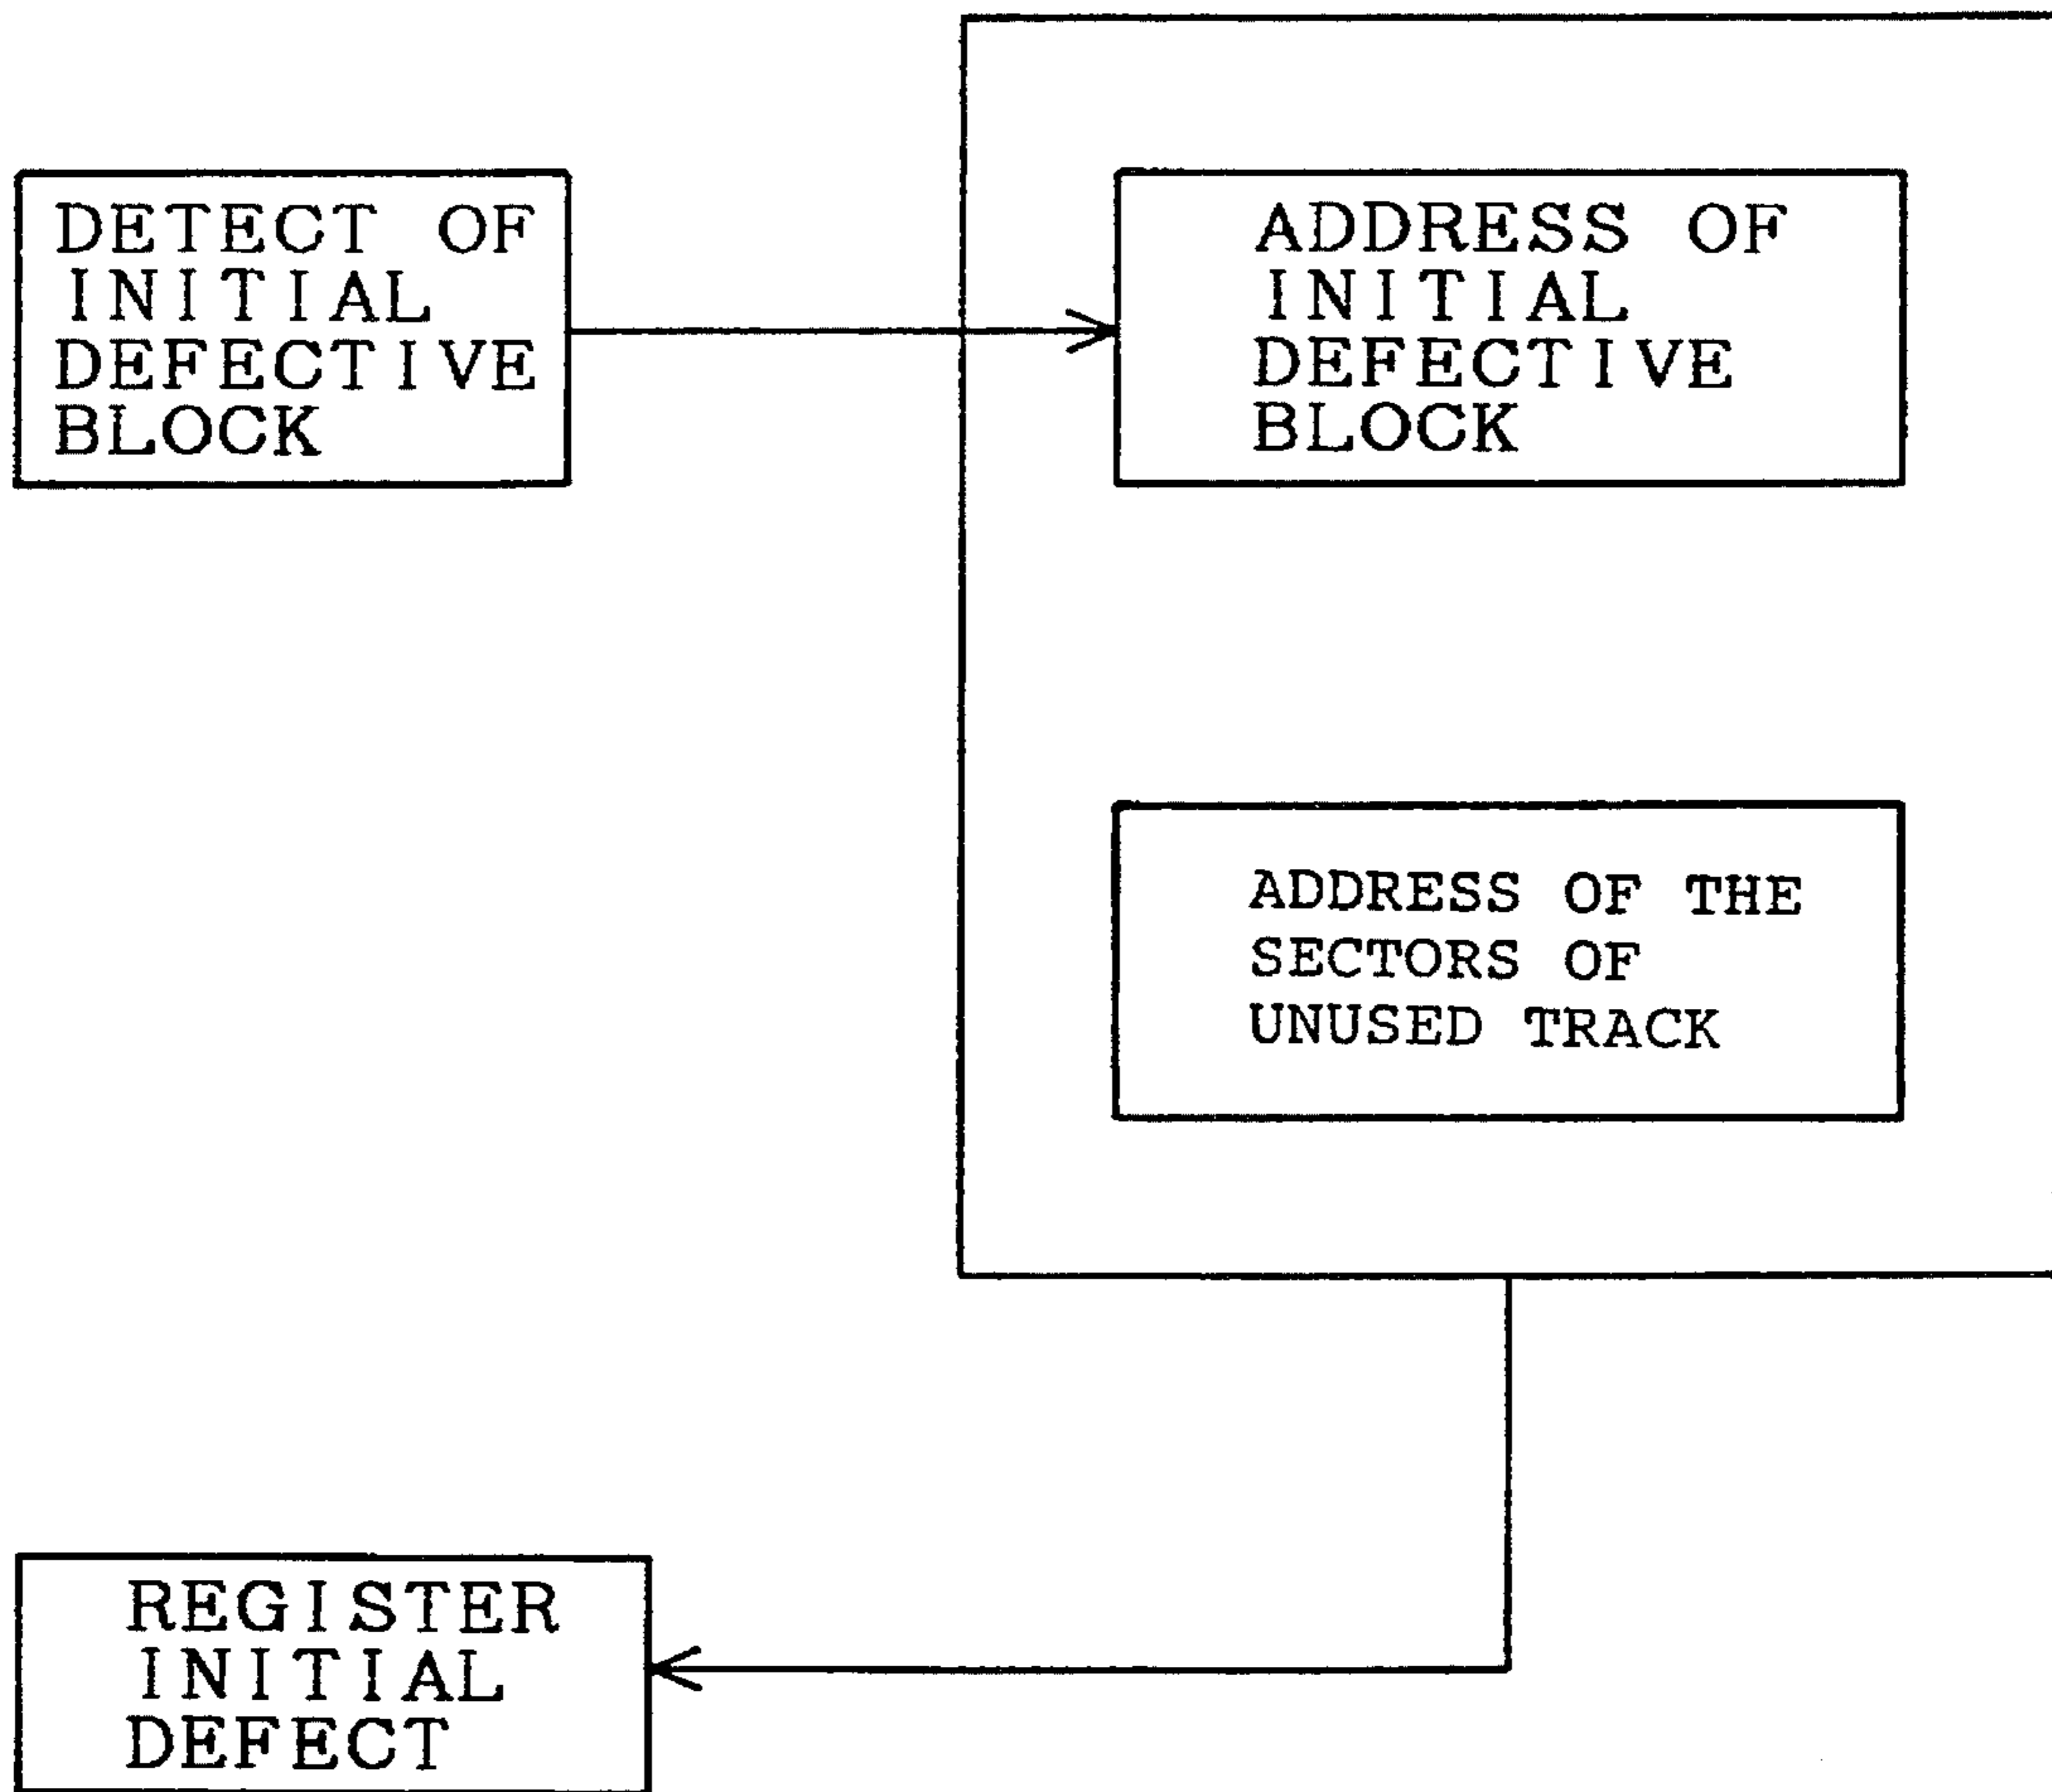 DETECT OF
INITIAL
DEFECTIVE
BLOCK
ADDRESS OF
INITIAL
DEFECTIVE
BLOCK
ADDRESS OF THE
SECTORS OF
UNUSED TRACK
REGISTER
INITIAL
DEFECT